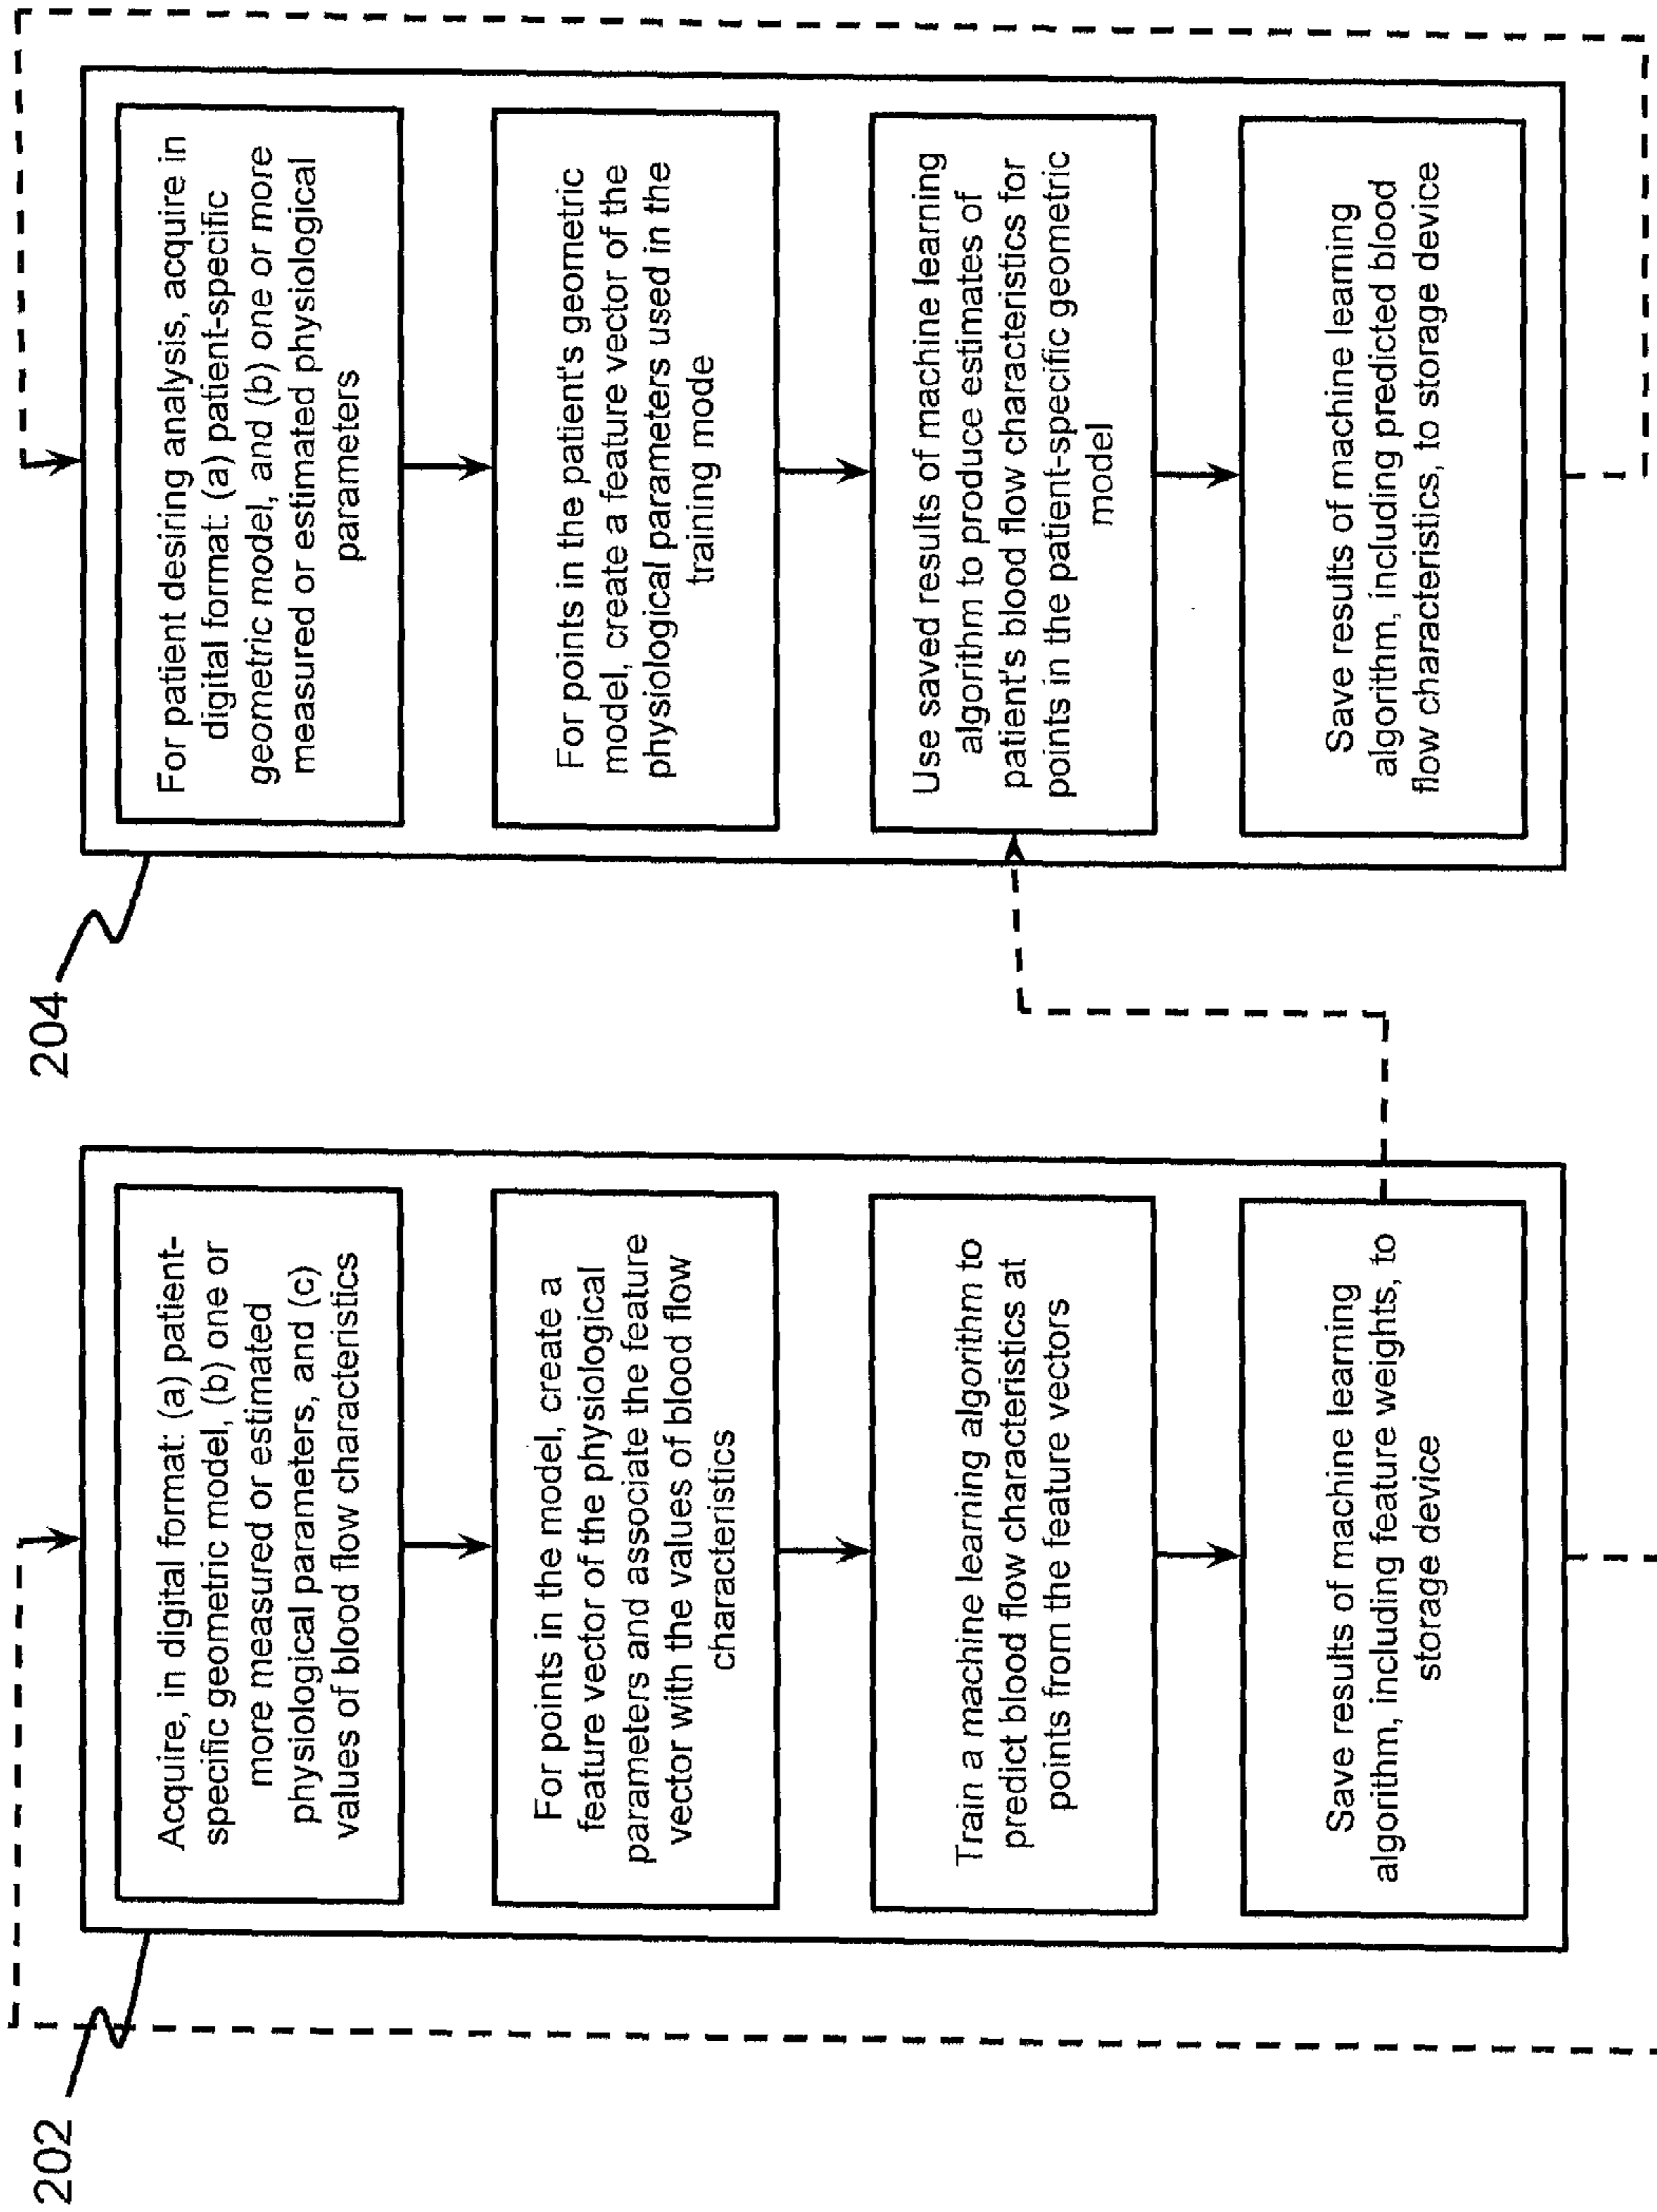 202
Acquire, in digital format: (a) patient-
specific geometric model, (b) one or
more measured or estimated
physiological parameters, and (c)
values of blood flow characteristics
For points in the model, create a
feature vector of the physiological
parameters and associate the feature
vector with the values of blood flow
characteristics
Train a machine learning algorithm to
predict blood flow characteristics at
points from the feature vectors
Save results of machine learning
algorithm, including feature weights, to
storage device
204
For patient desiring analysis, acquire in
digital format: (a) patient-specific
geometric model, and (b) one or more
measured or estimated physiological
parameters
For points in the patient's geometric
model, create a feature vector of the
physiological parameters used in the
training mode
Use saved results of machine learning
algorithm to produce estimates of
patient's blood flow characteristics for
points in the patient-specific geometric
model
Save results of machine learning
algorithm, including predicted blood
flow characteristics, to storage device